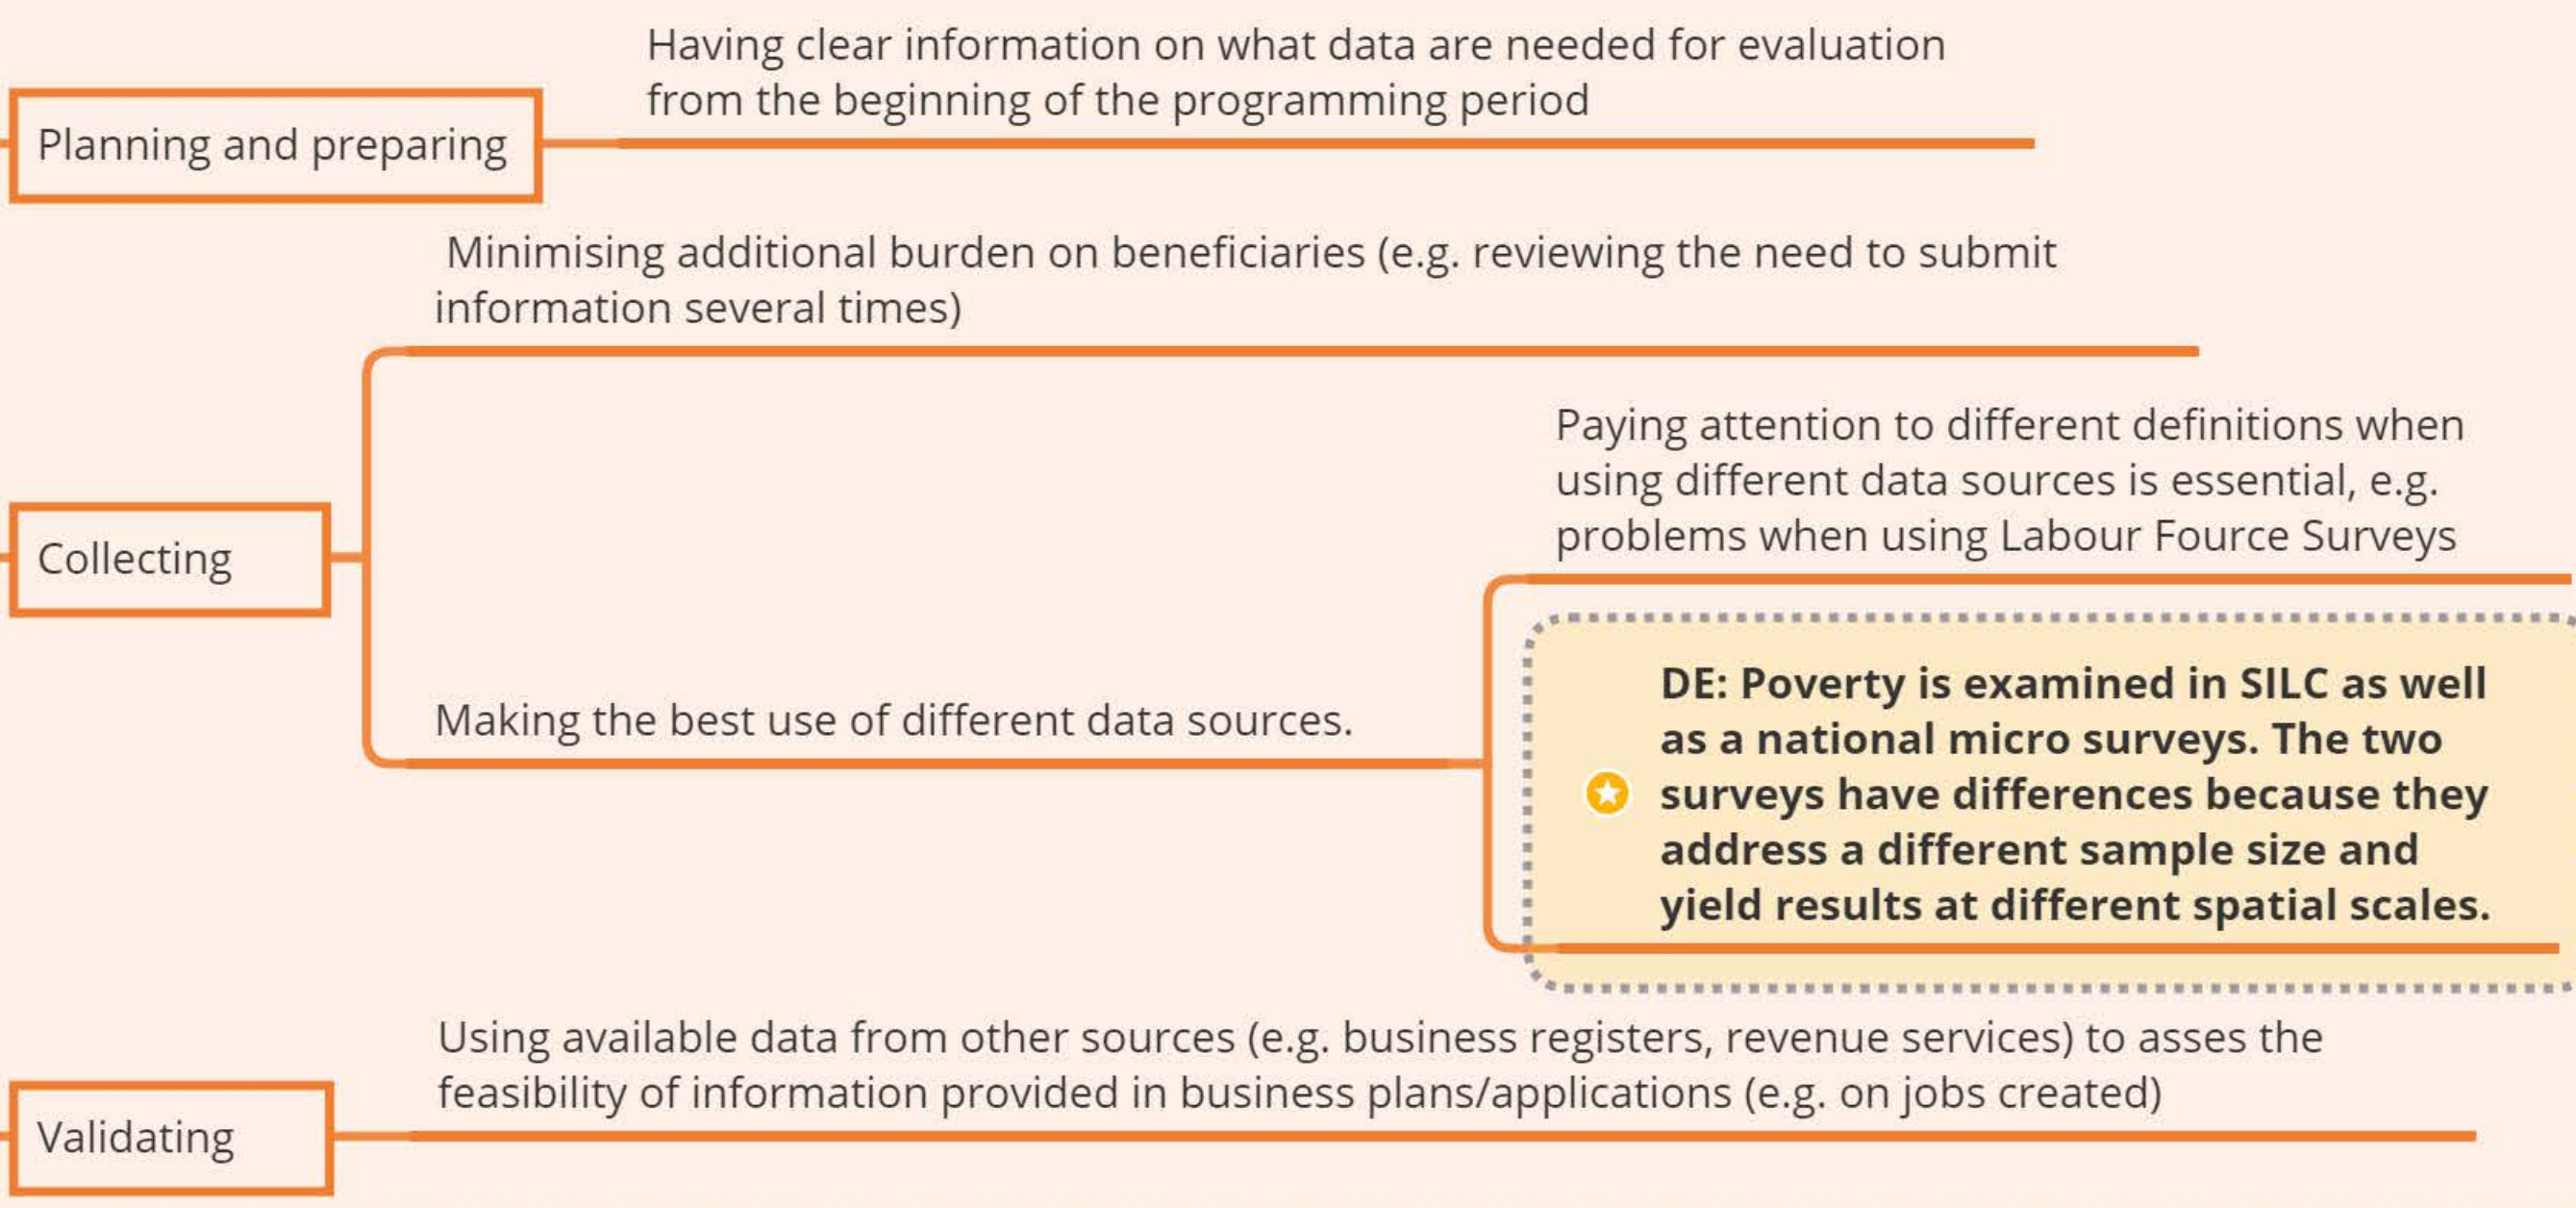 Having clear information on what data are needed for evaluation
from the beginning of the programming period
Planning and preparing
Minimising additional burden on beneficiaries (e.g. reviewing the need to submit
information several times)
Collecting
Making the best use of different data sources.
Paying attention to different definitions when
using different data sources is essential, e.g.
problems when using Labour Fource Surveys
DE: Poverty is examined in SILC as well
as a national micro surveys. The two
surveys have differences because they
address a different sample size and
yield results at different spatial scales.
Using available data from other sources (e.g. business registers, revenue services) to asses the
feasibility of information provided in business plans/applications (e.g. on jobs created)
Validating